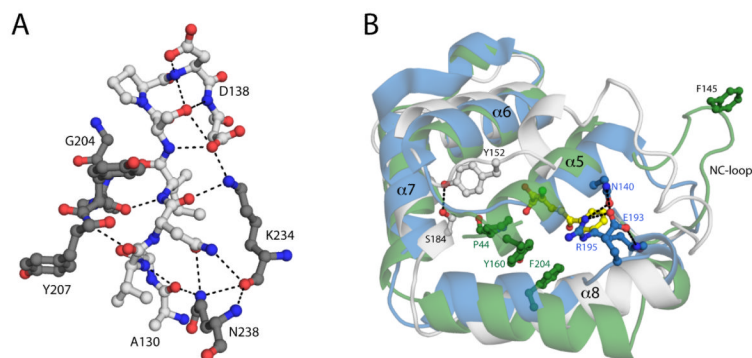 A
D138
G204
K234
Y207
A130
N238
B
F145
α6
Y152
α5
NC-loop
α7
N140
S184
E193
P44
R195
Y160
F204
α8